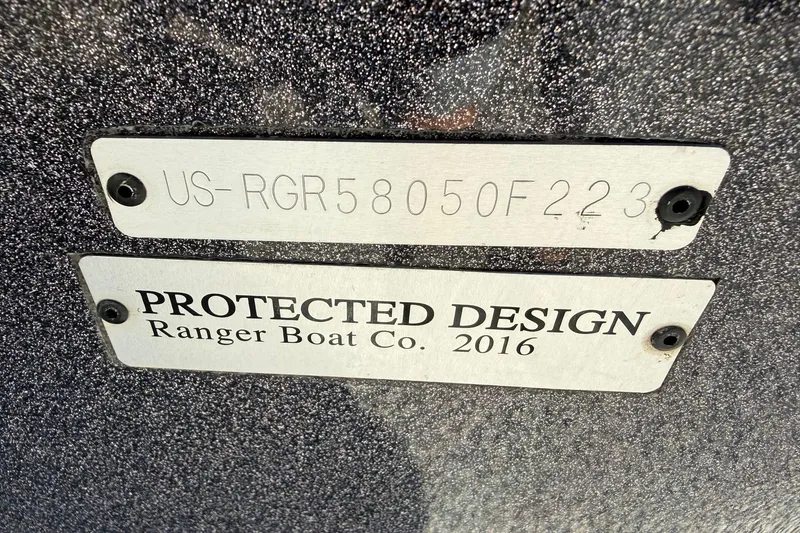 US-RGR58050F223
PROTECTED DESIGN
Ranger Boat Co. 2016